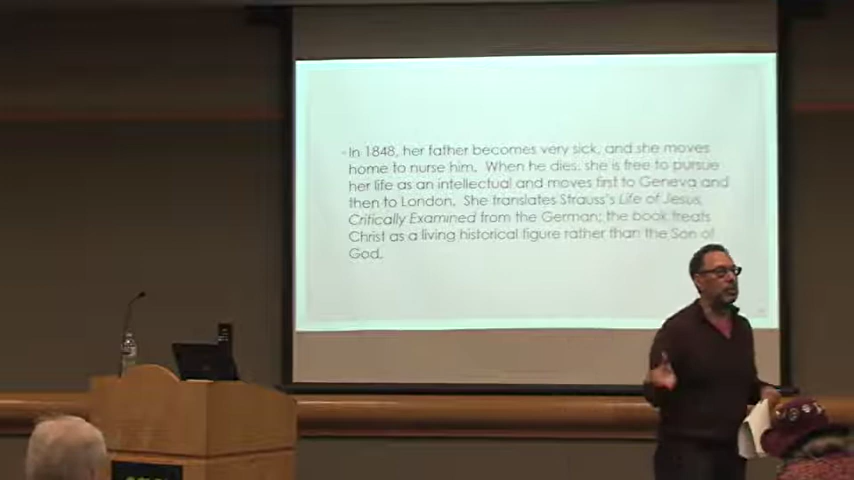 In 1848, her father becomes very sick, and she moves
home to nurse him. When he dies, she is free to pursue
her life as an intellectual and moves first to Geneva and
then to London. She translates Strauss's Life of Jesus,
Critically Examined from the German; the book treats
Christ as a living historical figure rather than the Son of
God.